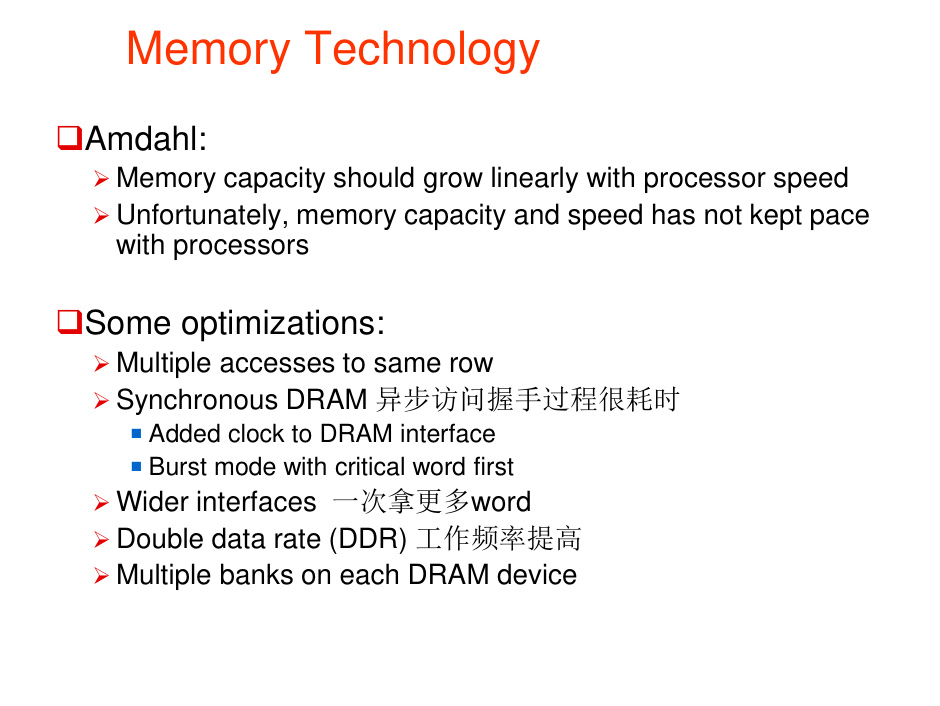 Memory Technology
Amdahl:
Memory capacity should grow linearly with processor speed
Unfortunately, memory capacity and speed has not kept pace
with processors
Some optimizations:
Multiple accesses to same row
Synchronous DRAM 异步访问握手过程很耗时
Added clock to DRAM interface
Burst mode with critical word first
Wider interfaces 一次拿更多word
Double data rate (DDR) 工作频率提高
Multiple banks on each DRAM device